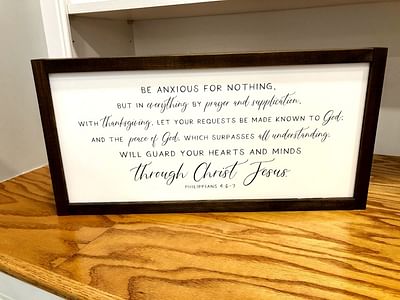 BE ANXIOUS FOR NOTHING,
BUT IN everything BY prayer and supplication,
WITH thanksgiving, LET YOUR REQUESTS BE MADE KNOWN TO God;
AND THE peace of God, WHICH SURPASSES all understanding,
WILL GUARD YOUR HEARTS AND MINDS
through Christ Jesus
PHILIPPIANS 4:6-7